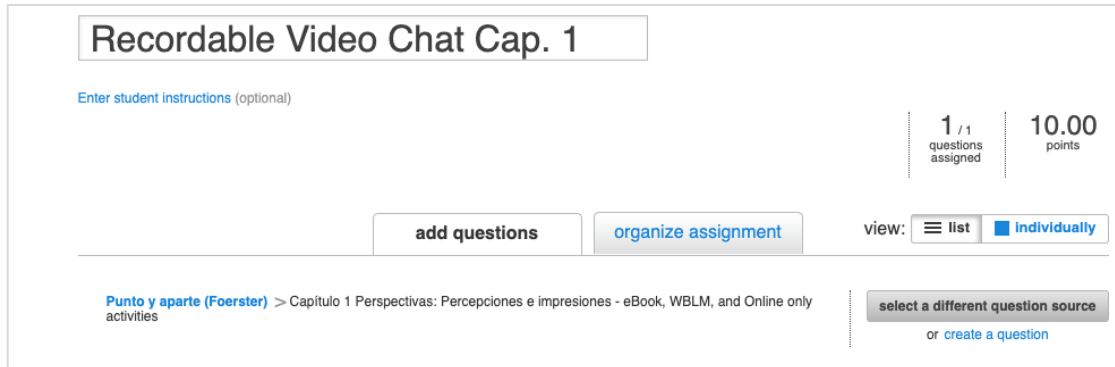 Recordable Video Chat Cap. 1
Enter student instructions (optional)
1 / 1
questions
assigned
10.00
points
add questions
organize assignment
view: list individually
Punto y aparte (Foerster) > Capítulo 1 Perspectivas: Percepciones e impresiones - eBook, WBLM, and Online only
activities
select a different question source
or create a question